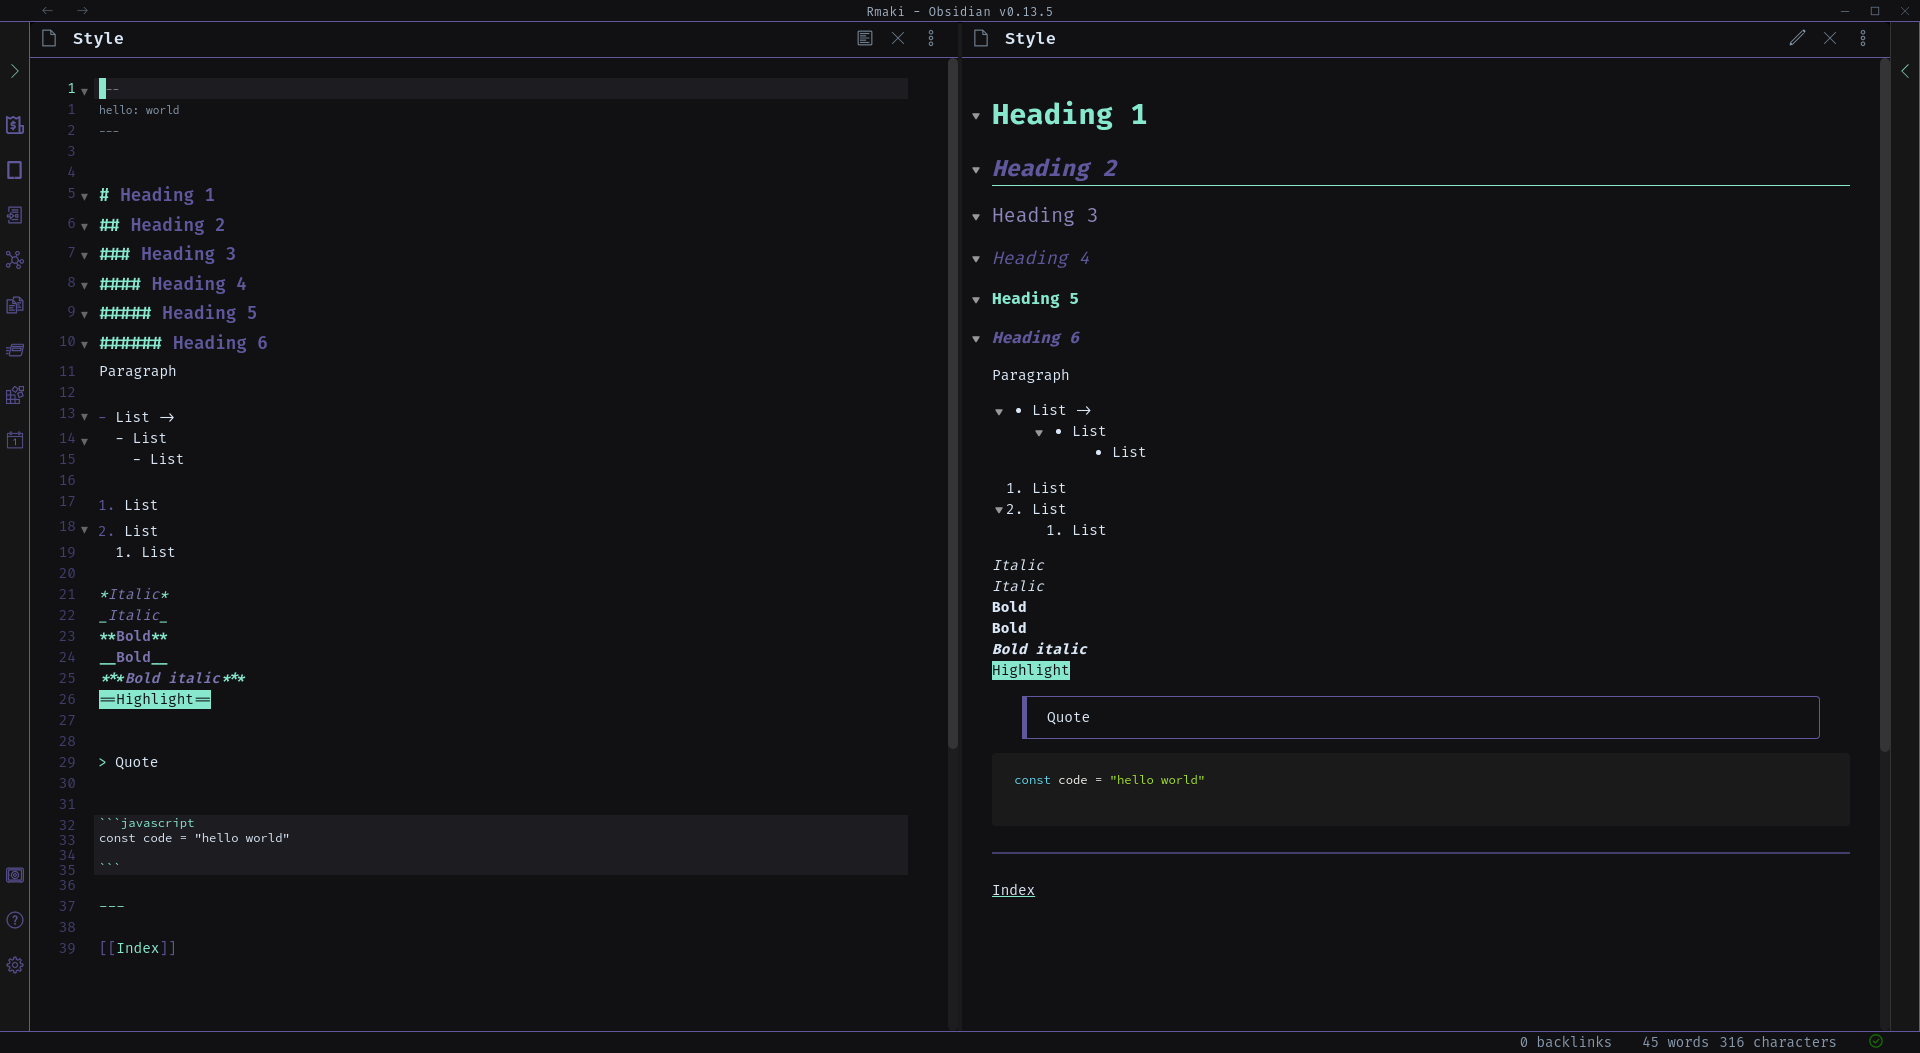 Rmaki - Obsidian v0.13.5
Style
1 --
1 hello: world
2 ---
3
4
5 # Heading 1
6 ## Heading 2
7 ### Heading 3
8 #### Heading 4
9 ##### Heading 5
10 ###### Heading 6
11 Paragraph
12
13 - List ->
14 - List
15 - List
16
17 1. List
18 2. List
19 1. List
20
21 *Italic*
22 _Italic_
23 **Bold**
24 __Bold__
25 ***Bold italic***
26 ==Highlight==
27
28
29 > Quote
30
31
32 ```javascript
33 const code = "hello world"
34
35 ```
36
37 ---
38
39 [[Index]]
Style
Heading 1
Heading 2
Heading 3
Heading 4
Heading 5
Heading 6
Paragraph
• List ->
• List
• List
1. List
2. List
1. List
Italic
Italic
Bold
Bold
Bold italic
Highlight
Quote
const code = "hello world"
Index
0 backlinks 45 words 316 characters